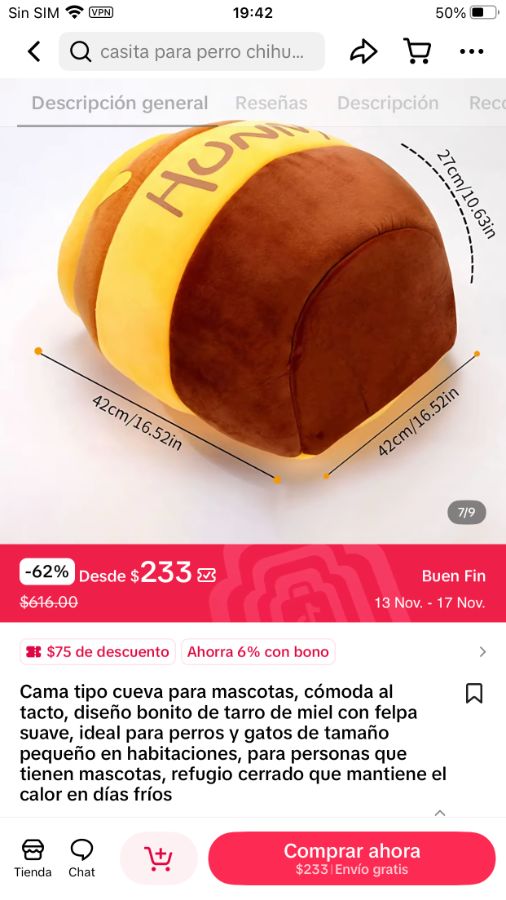 Sin SIM VPN 19:42 50%
casita para perro chihu...
Descripción general Reseñas Descripción Reco
HUNNY
27cm/10.63in
42cm/16.52in
42cm/16.52in
7/9
-62% Desde $233 Buen Fin
$616.00 13 Nov. - 17 Nov.
$75 de descuento Ahorra 6% con bono
Cama tipo cueva para mascotas, cómoda al
tacto, diseño bonito de tarro de miel con felpa
suave, ideal para perros y gatos de tamaño
pequeño en habitaciones, para personas que
tienen mascotas, refugio cerrado que mantiene el
calor en días fríos
Comprar ahora
Tienda Chat $233 Envío gratis